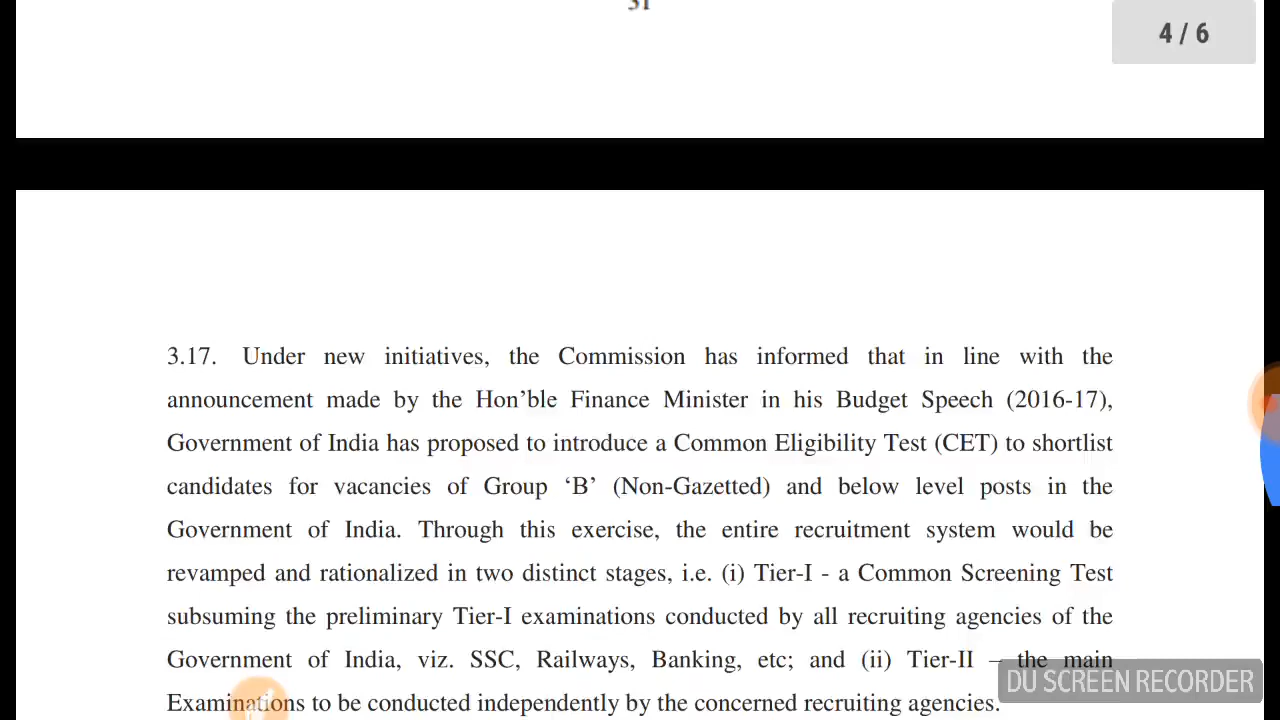 31
4 / 6
3.17. Under new initiatives, the Commission has informed that in line with the
announcement made by the Hon’ble Finance Minister in his Budget Speech (2016-17),
Government of India has proposed to introduce a Common Eligibility Test (CET) to shortlist
candidates for vacancies of Group ‘B’ (Non-Gazetted) and below level posts in the
Government of India. Through this exercise, the entire recruitment system would be
revamped and rationalized in two distinct stages, i.e. (i) Tier-I - a Common Screening Test
subsuming the preliminary Tier-I examinations conducted by all recruiting agencies of the
Government of India, viz. SSC, Railways, Banking, etc; and (ii) Tier-II – the main
Examinations to be conducted independently by the concerned recruiting agencies.
DU SCREEN RECORDER